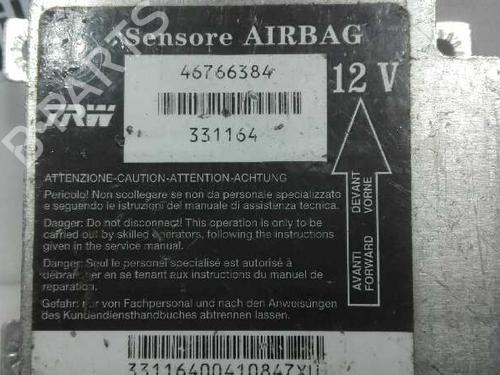 Sensore AIRBAG
46766384
12 V
TRW
331164
ATTENZIONE-CAUTION-ATTENTION-ACHTUNG
Pericolo! Non scollegare se non da personale specializzato
e seguendo le istruzioni del manuale di assistenza tecnica.
Danger: Do not disconnect! This operation is only to be
carried out by skilled operators, following the instructions
given in the service manual.
Danger: Seul le personel specialisé est autorisé à
débrancher en se tenant aux instructions du manuel de
reparation.
Gefahr: nur von Fachpersonal und nach den Anweisungen
des Kundendiensthandbuches abtrennen lassen.
AVANTI
FORWARD
DEVANT
VORNE
33116400410847XU
B-PARTS